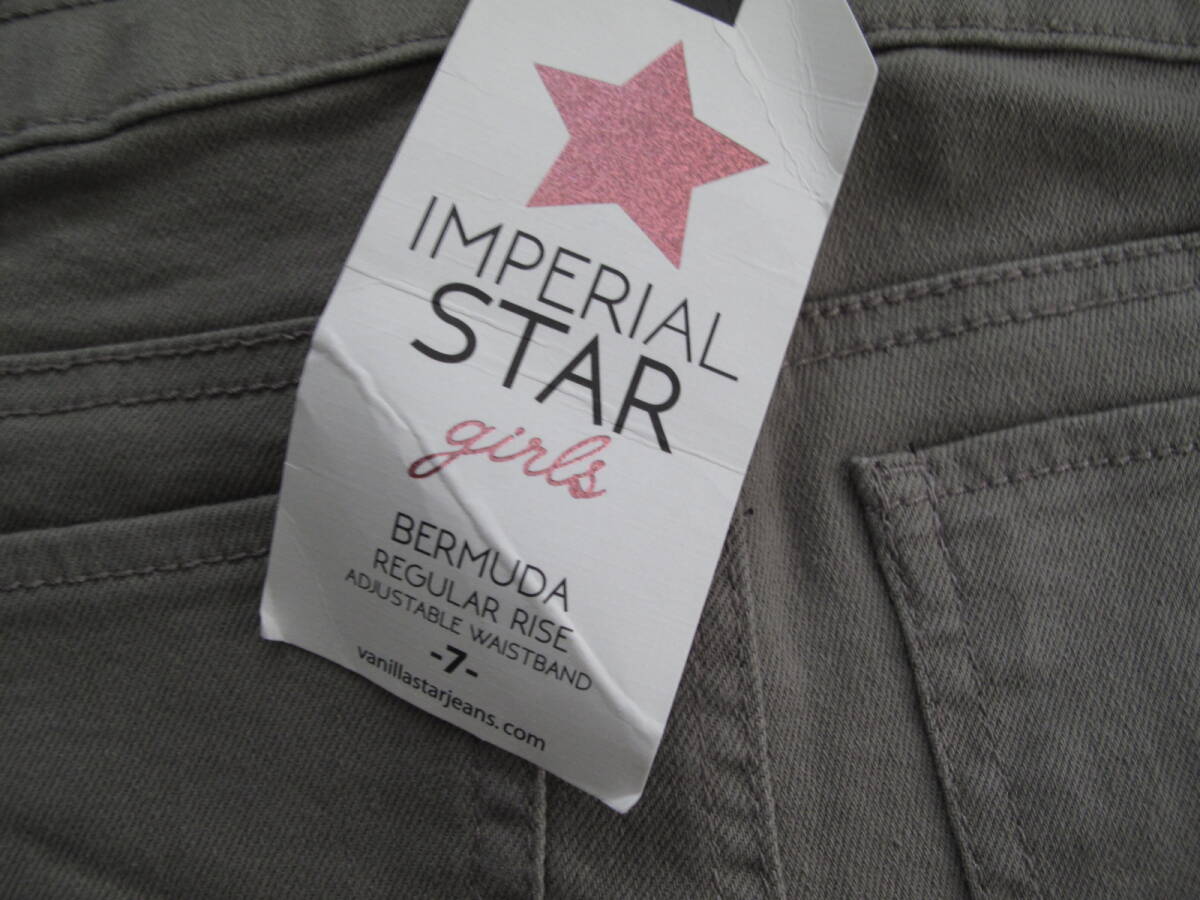 IMPERIAL
STAR
girls
BERMUDA
REGULAR RISE
ADJUSTABLE WAISTBAND
-7-
vanillastarjeans.com